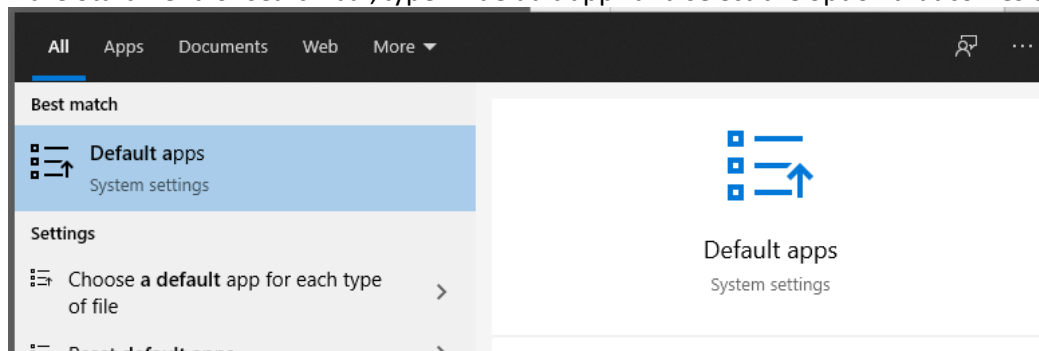 All Apps Documents Web More
Best match
Default apps
System settings
Settings
Choose a default app for each type
of file
Default apps
System settings